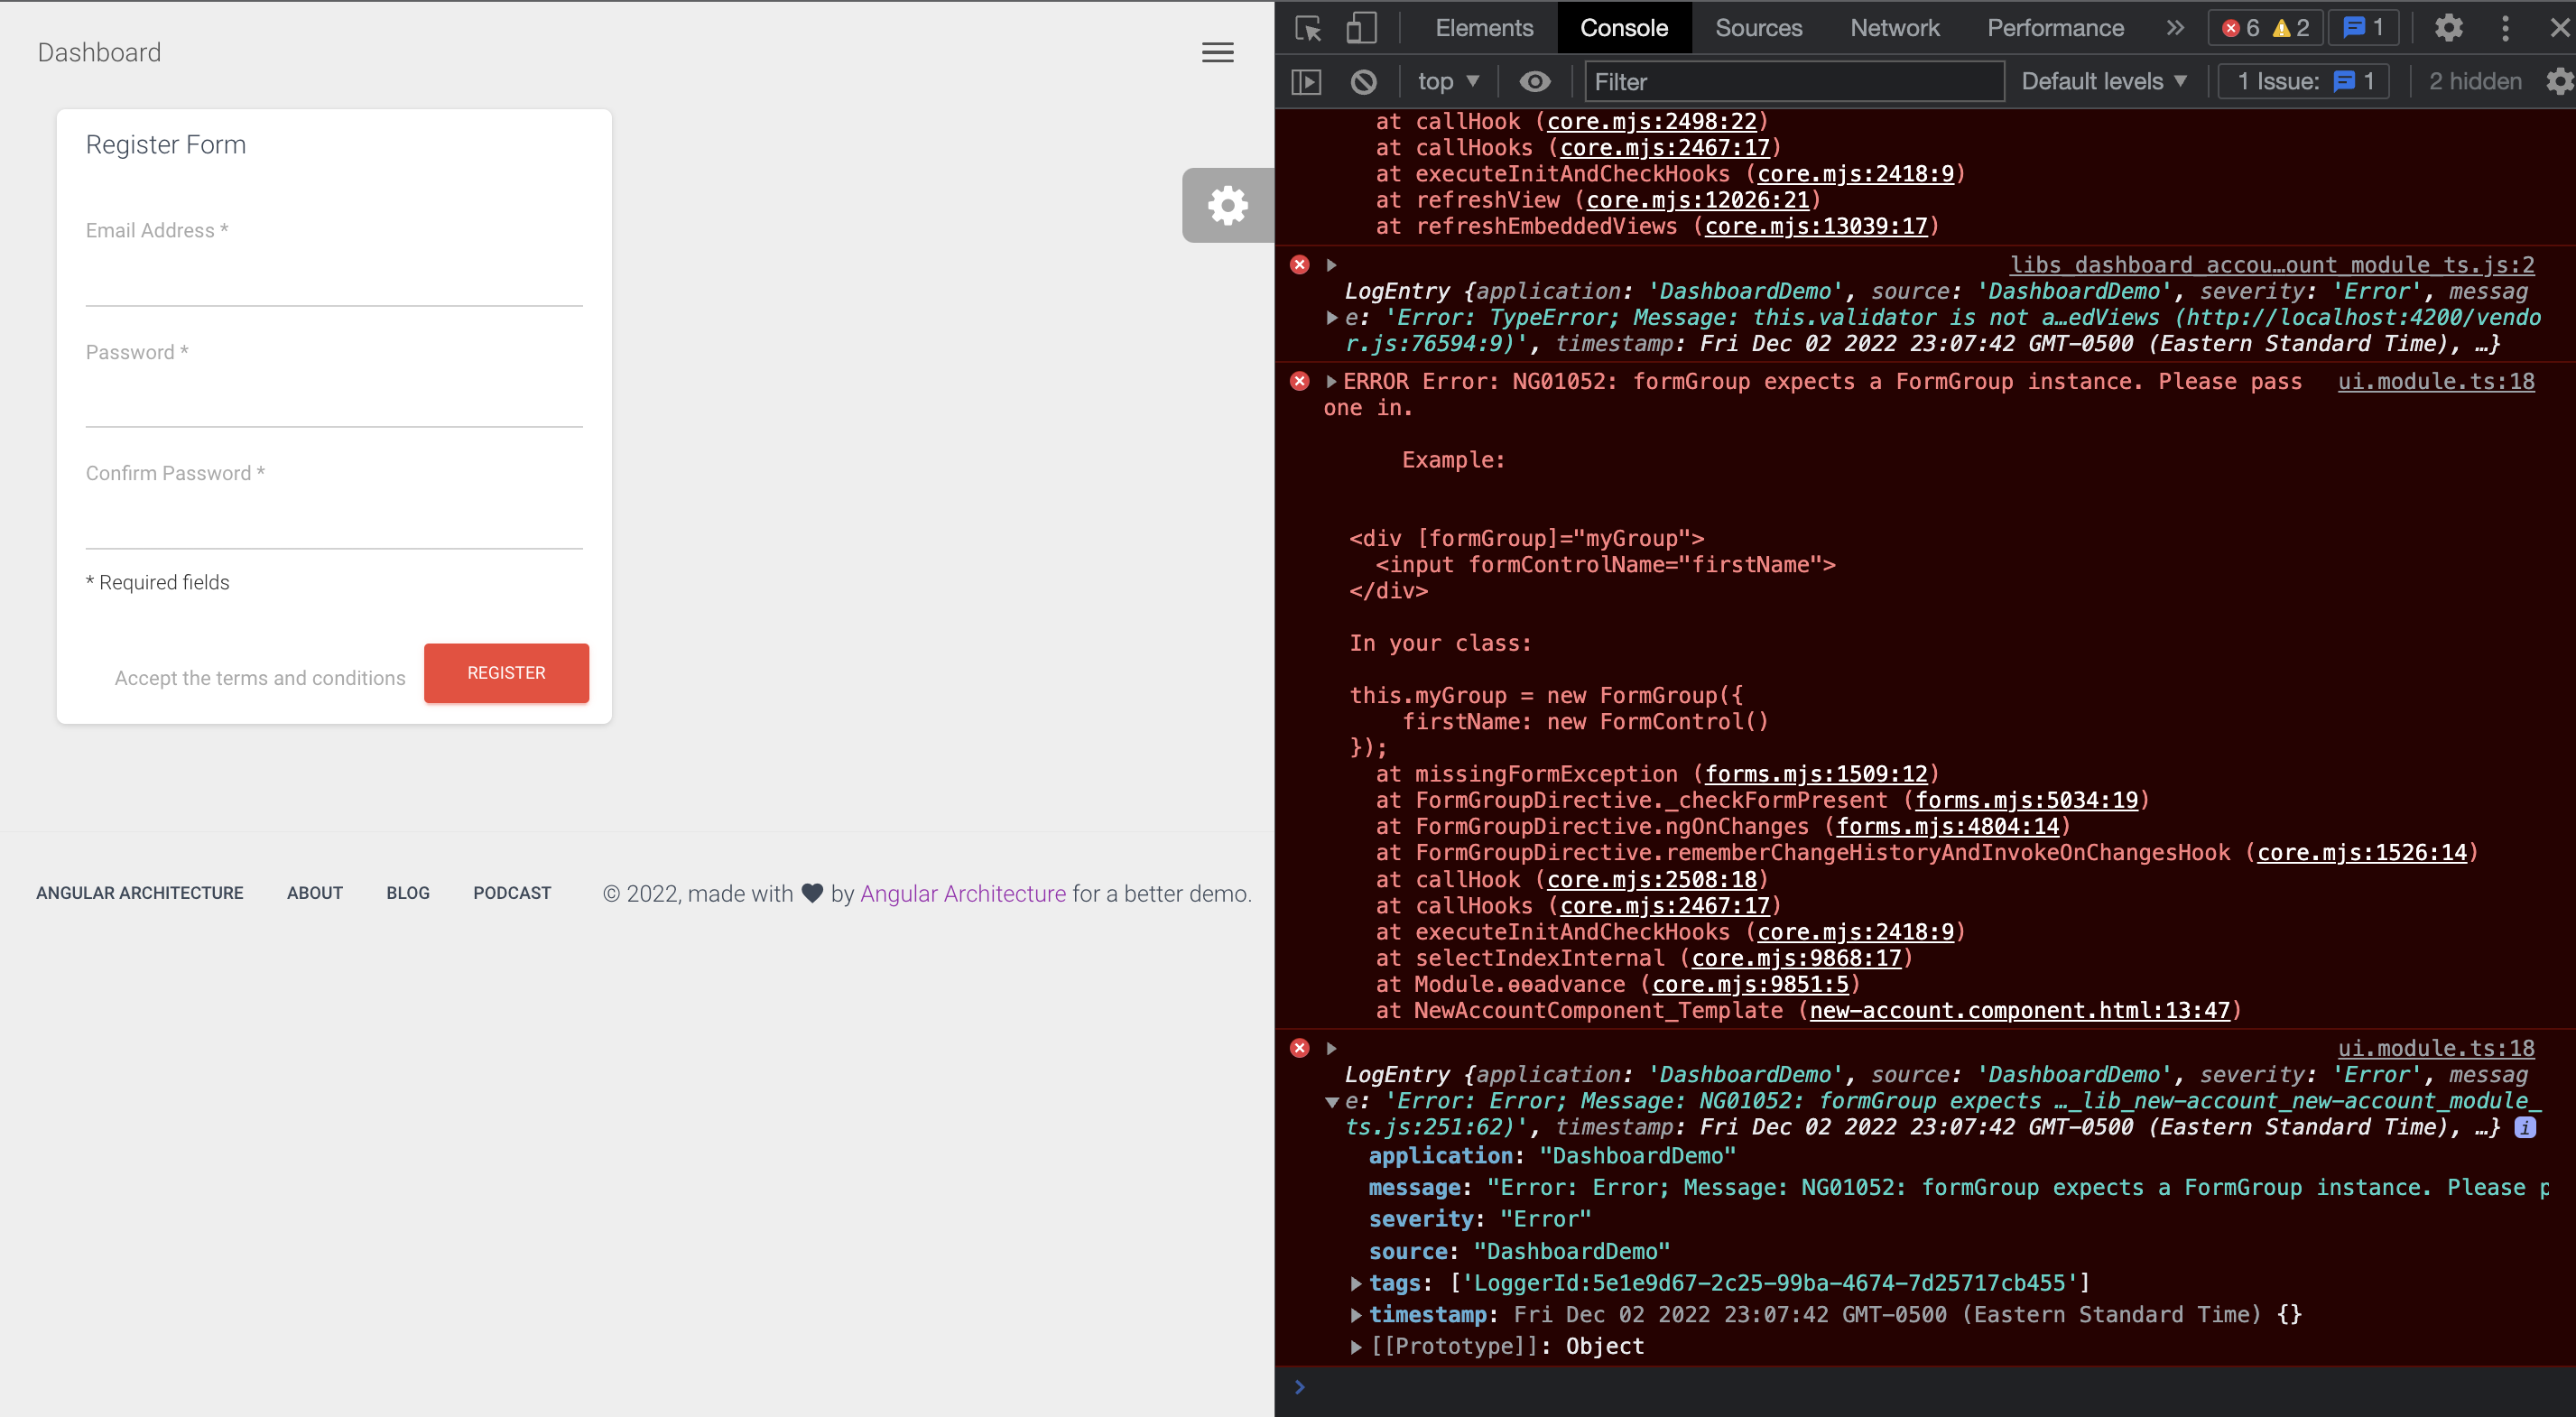 Dashboard
Register Form
Email Address *
Password *
Confirm Password *
* Required fields
Accept the terms and conditions
REGISTER
ANGULAR ARCHITECTURE ABOUT BLOG PODCAST © 2022, made with by Angular Architecture for a better demo.
Elements Console Sources Network Performance 6 2 1
top Filter Default levels 1 Issue: 1 2 hidden
at callHook (core.mjs:2498:22)
at callHooks (core.mjs:2467:17)
at executeInitAndCheckHooks (core.mjs:2418:9)
at refreshView (core.mjs:12026:21)
at refreshEmbeddedViews (core.mjs:13039:17)
libs_dashboard_accou…ount_module_ts.js:2
LogEntry {application: 'DashboardDemo', source: 'DashboardDemo', severity: 'Error', messag
e: 'Error: TypeError; Message: this.validator is not a…edViews (http://localhost:4200/vendo
r.js:76594:9)', timestamp: Fri Dec 02 2022 23:07:42 GMT-0500 (Eastern Standard Time), …}
ERROR Error: NG01052: formGroup expects a FormGroup instance. Please pass ui.module.ts:18
one in.
Example:
<div [formGroup]="myGroup">
<input formControlName="firstName">
</div>
In your class:
this.myGroup = new FormGroup({
firstName: new FormControl()
});
at missingFormException (forms.mjs:1509:12)
at FormGroupDirective._checkFormPresent (forms.mjs:5034:19)
at FormGroupDirective.ngOnChanges (forms.mjs:4804:14)
at FormGroupDirective.rememberChangeHistoryAndInvokeOnChangesHook (core.mjs:1526:14)
at callHook (core.mjs:2508:18)
at callHooks (core.mjs:2467:17)
at executeInitAndCheckHooks (core.mjs:2418:9)
at selectIndexInternal (core.mjs:9868:17)
at Module.ɵɵadvance (core.mjs:9851:5)
at NewAccountComponent_Template (new-account.component.html:13:47)
ui.module.ts:18
LogEntry {application: 'DashboardDemo', source: 'DashboardDemo', severity: 'Error', messag
e: 'Error: Error; Message: NG01052: formGroup expects …_lib_new-account_new-account_module_
ts.js:251:62)', timestamp: Fri Dec 02 2022 23:07:42 GMT-0500 (Eastern Standard Time), …} i
application: "DashboardDemo"
message: "Error: Error; Message: NG01052: formGroup expects a FormGroup instance. Please p
severity: "Error"
source: "DashboardDemo"
tags: ['LoggerId:5e1e9d67-2c25-99ba-4674-7d25717cb455']
timestamp: Fri Dec 02 2022 23:07:42 GMT-0500 (Eastern Standard Time) {}
[[Prototype]]: Object